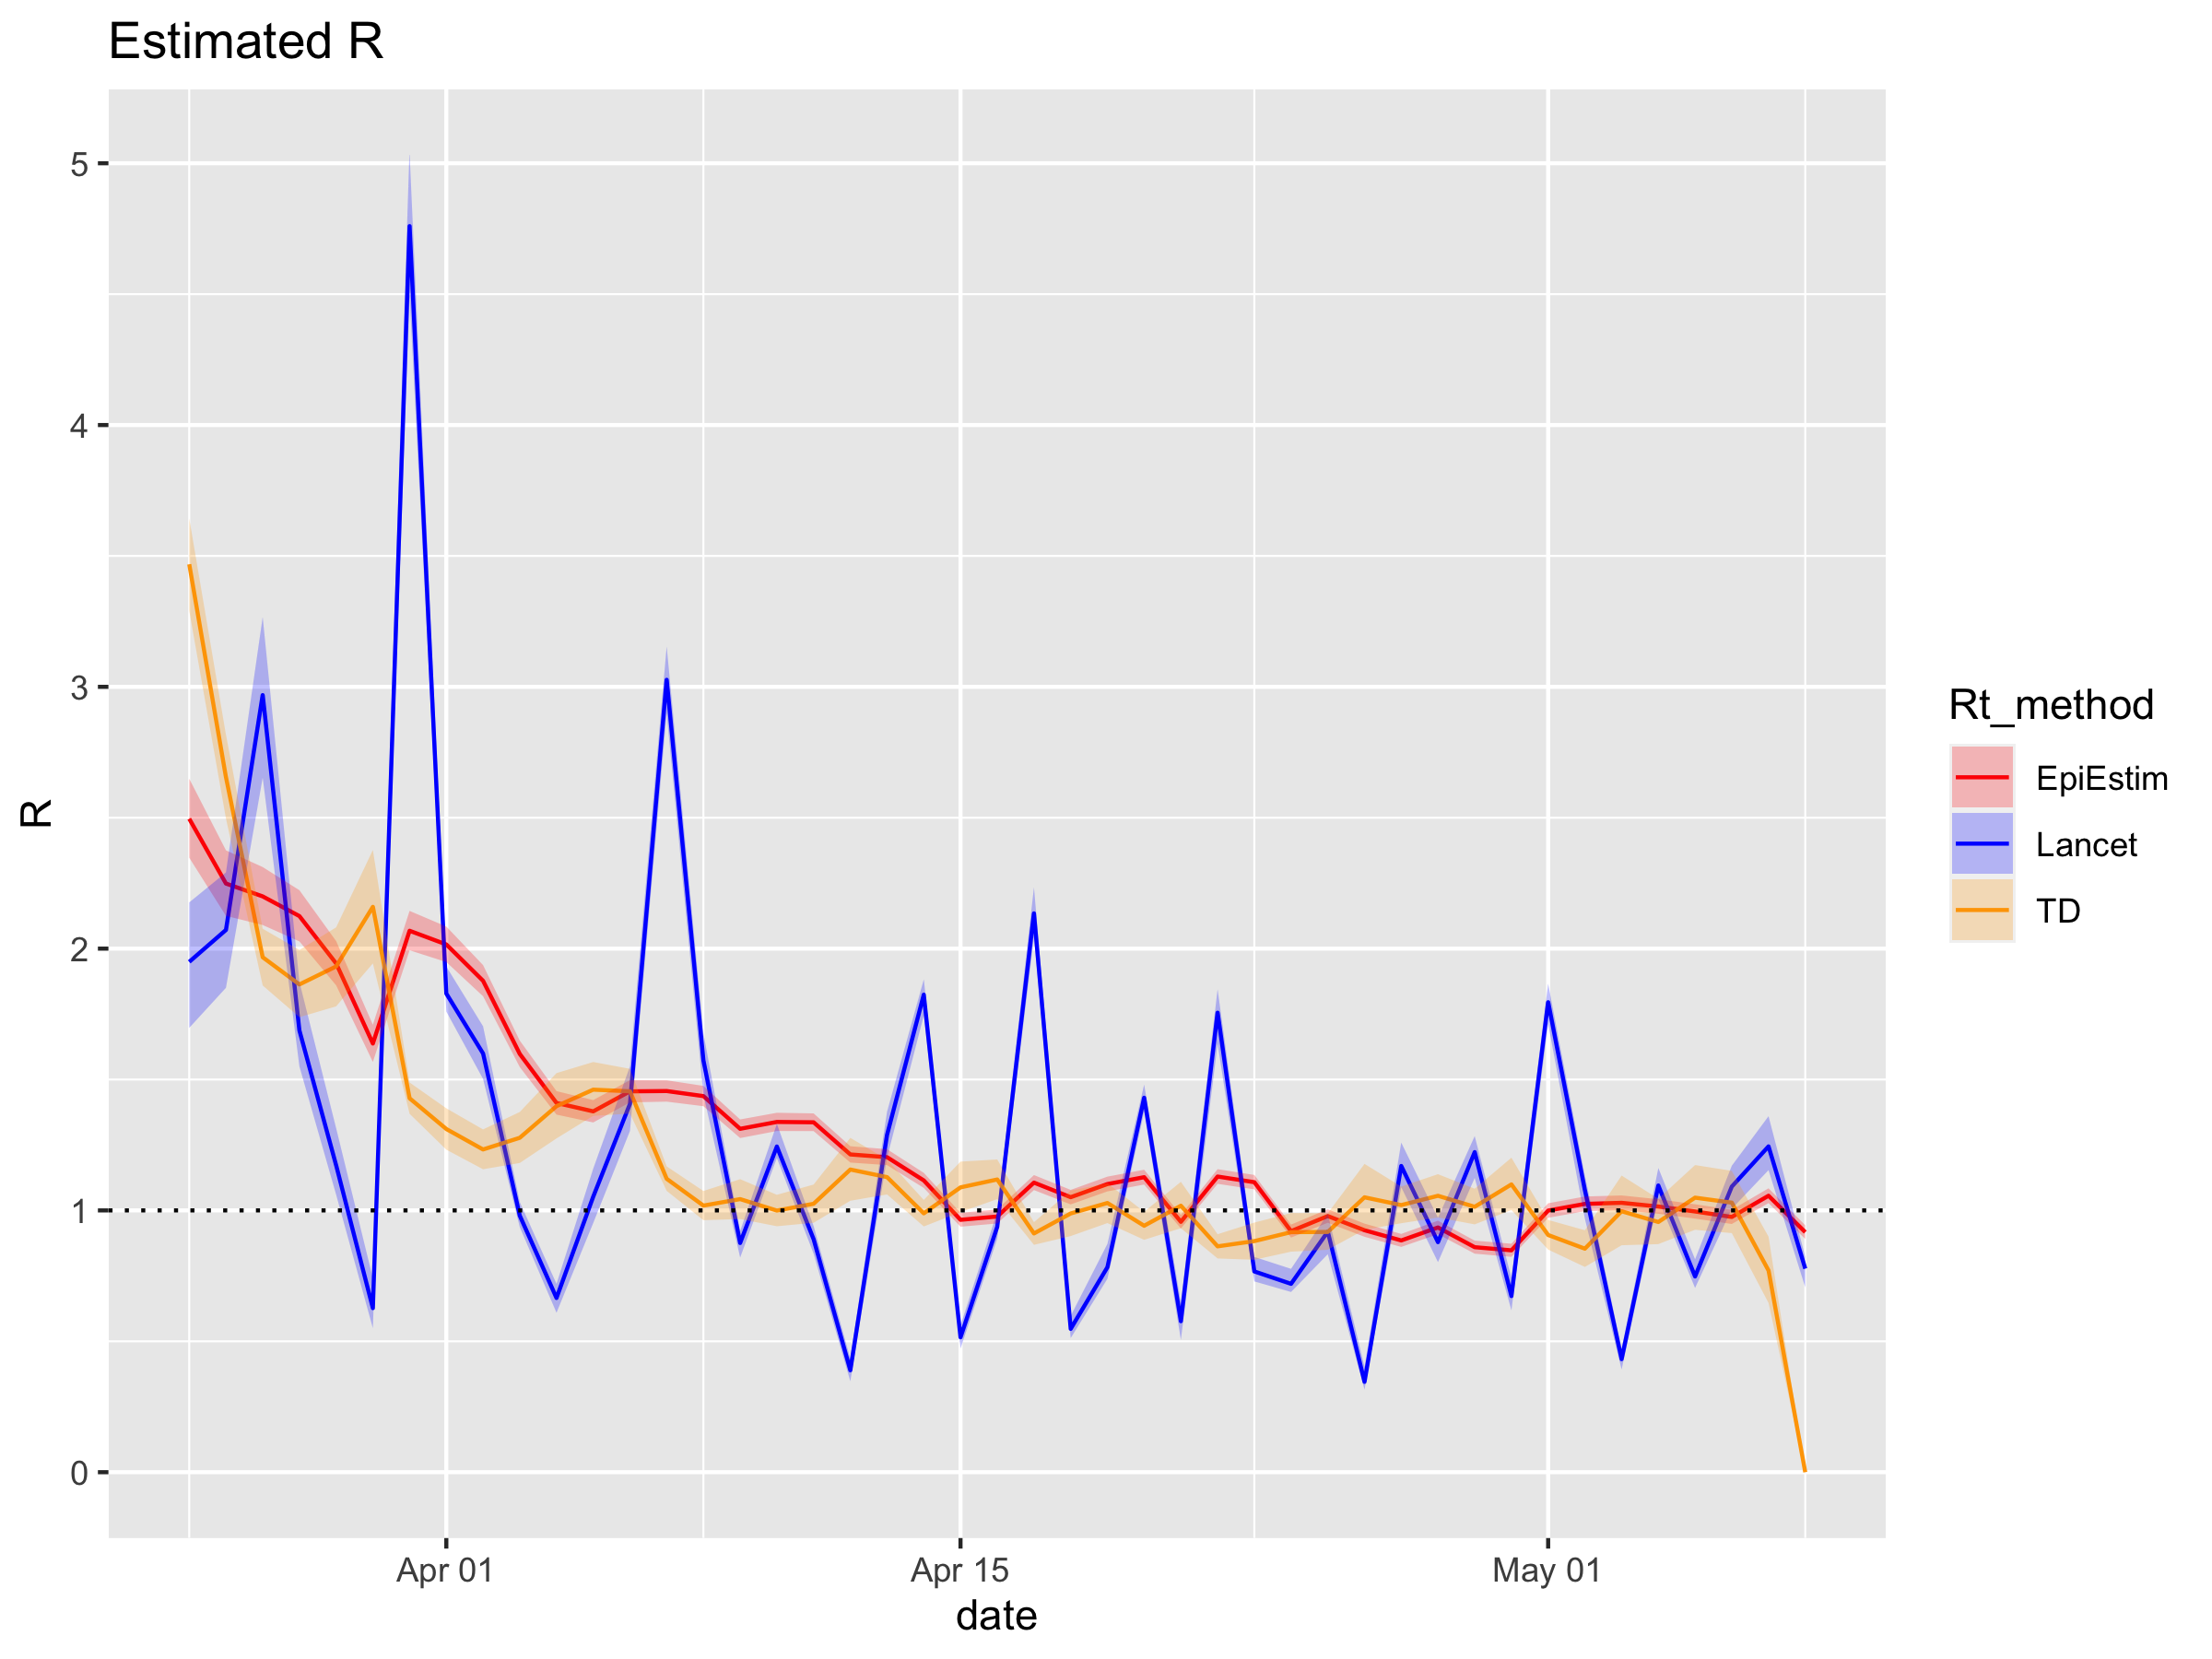 Estimated R
5
4
3
2
1
0
R
Apr 01
Apr 15
May 01
date
Rt_method
EpiEstim
Lancet
TD